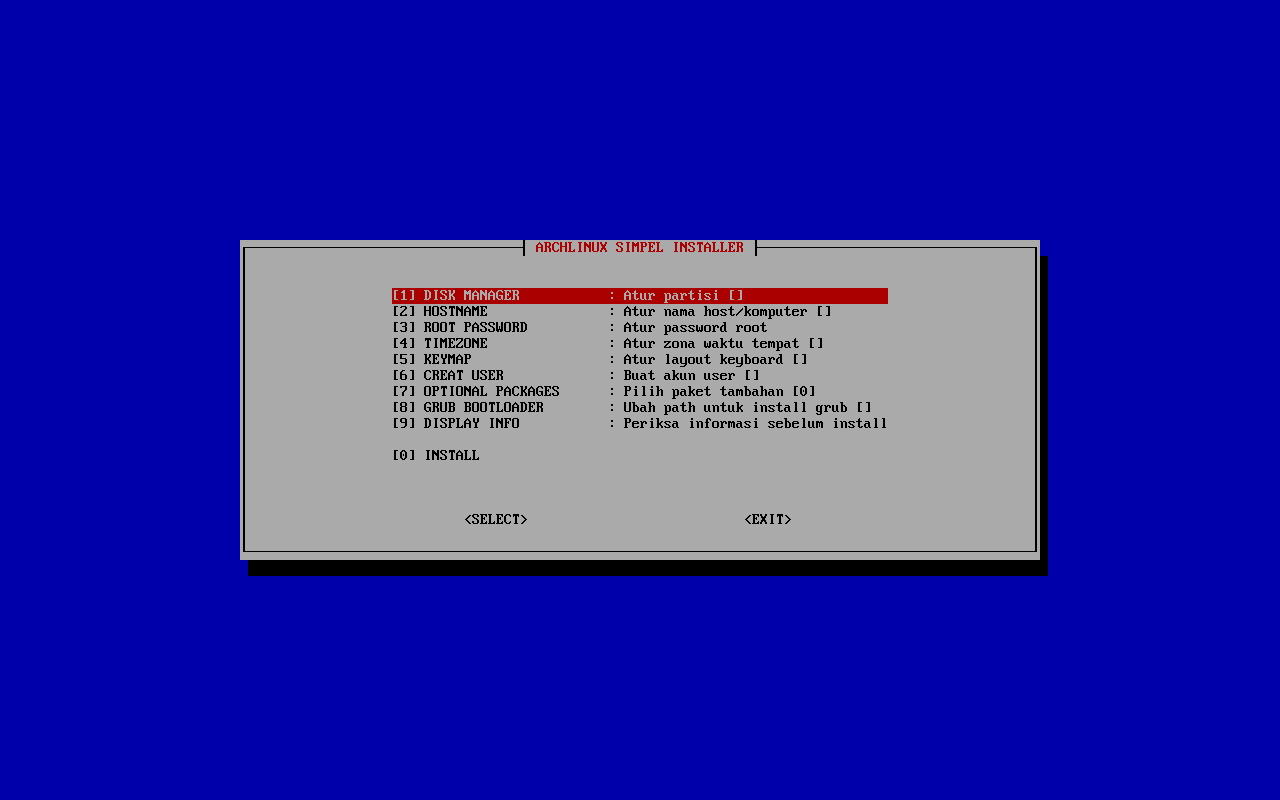 ARCHLINUX SIMPEL INSTALLER
[1] DISK MANAGER : Atur partisi []
[2] HOSTNAME : Atur nama host/komputer []
[3] ROOT PASSWORD : Atur password root
[4] TIMEZONE : Atur zona waktu tempat []
[5] KEYMAP : Atur layout keyboard []
[6] CREAT USER : Buat akun user []
[7] OPTIONAL PACKAGES : Pilih paket tambahan [0]
[8] GRUB BOOTLOADER : Ubah path untuk install grub []
[9] DISPLAY INFO : Periksa informasi sebelum install
[0] INSTALL
<SELECT> <EXIT>